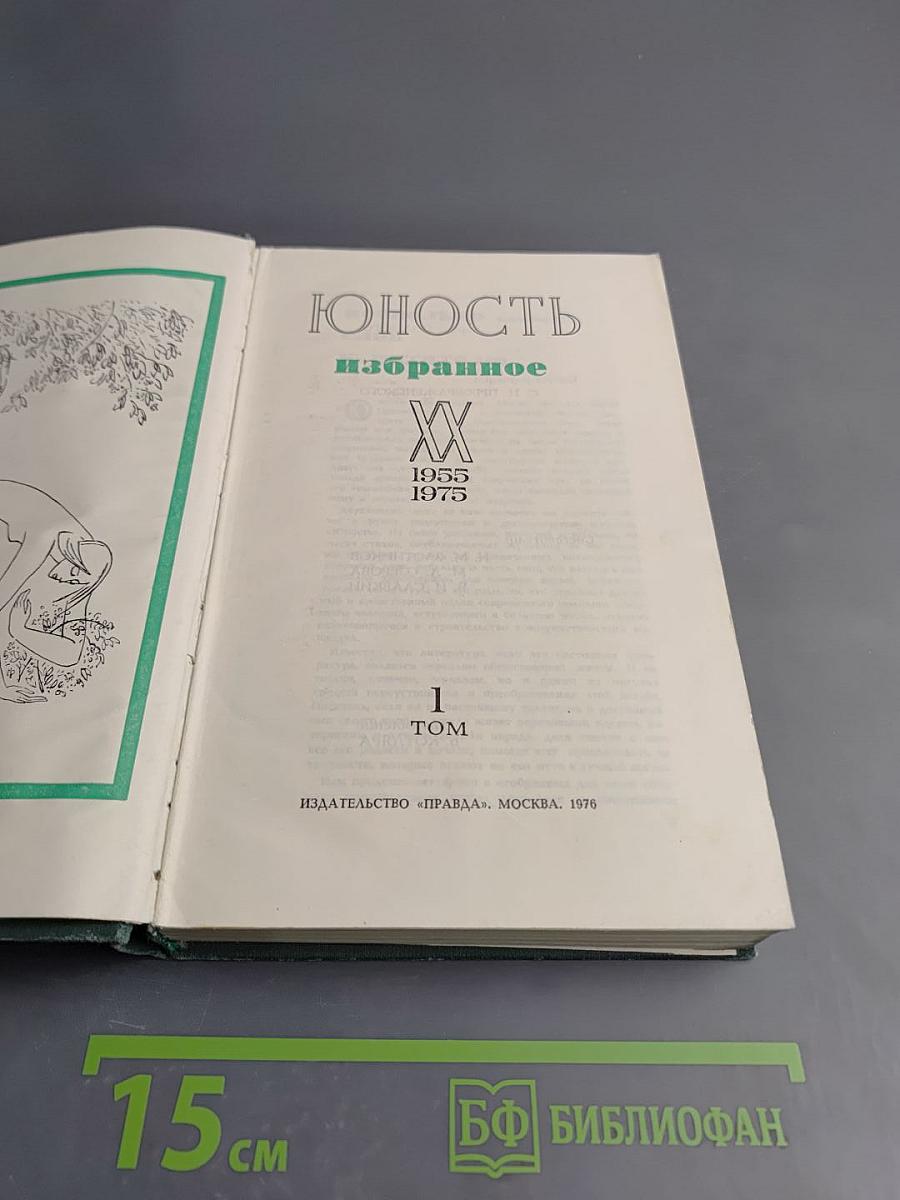 ЮНОСТЬ
избранное
XX
1955
1975
1
ТОМ
ИЗДАТЕЛЬСТВО «ПРАВДА». МОСКВА. 1976
15 см
БФ БИБЛИОФАН